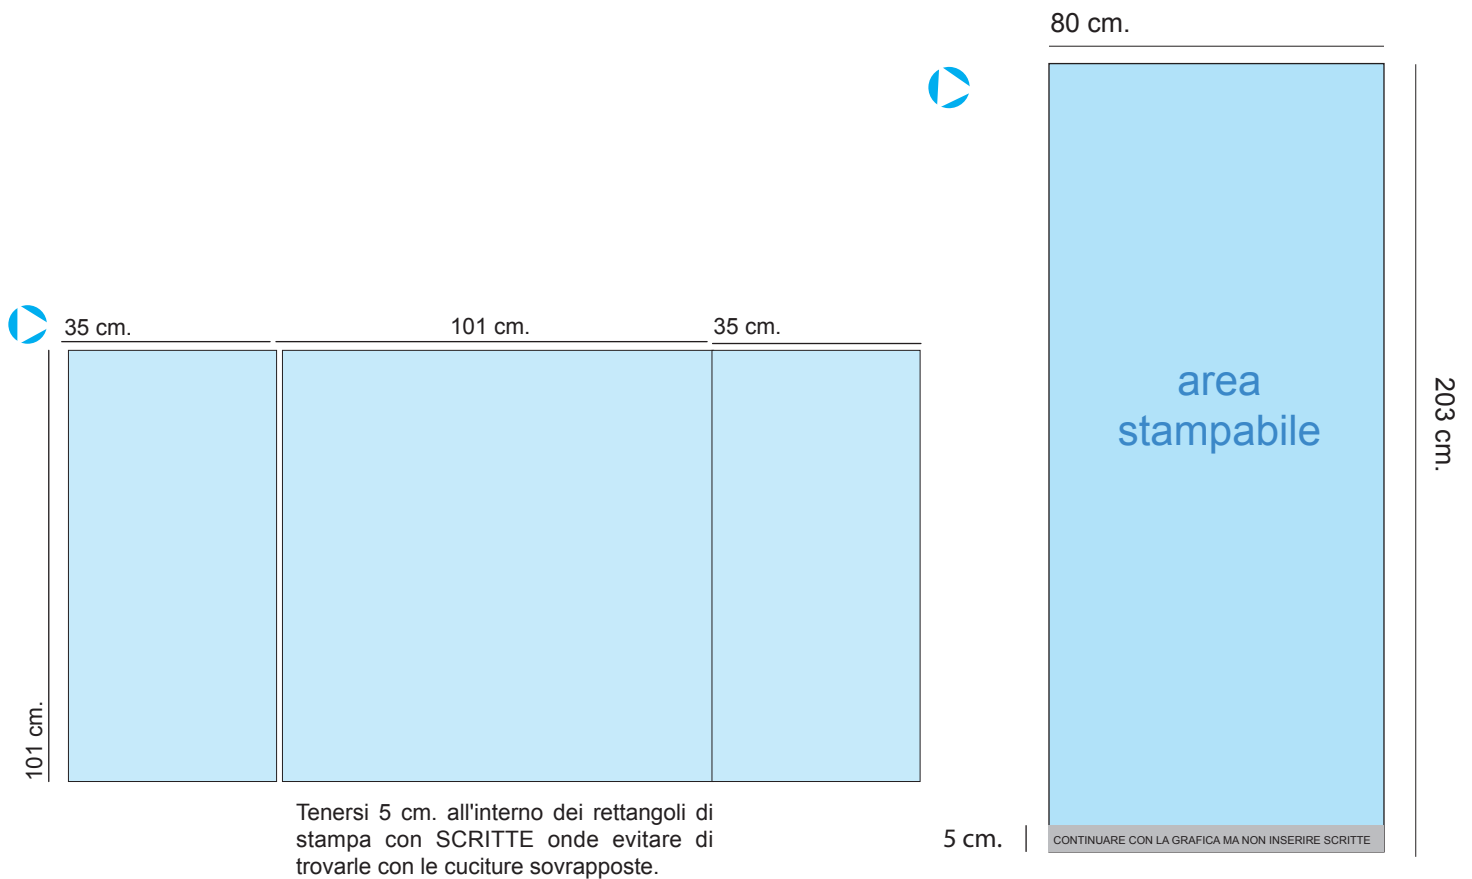 80 cm.
35 cm.
101 cm.
35 cm.
101 cm.
Tenersi 5 cm. all'interno dei rettangoli di
stampa con SCRITTE onde evitare di
trovarle con le cuciture sovrapposte.
area
stampabile
203 cm.
5 cm.
CONTINUARE CON LA GRAFICA MA NON INSERIRE SCRITTE